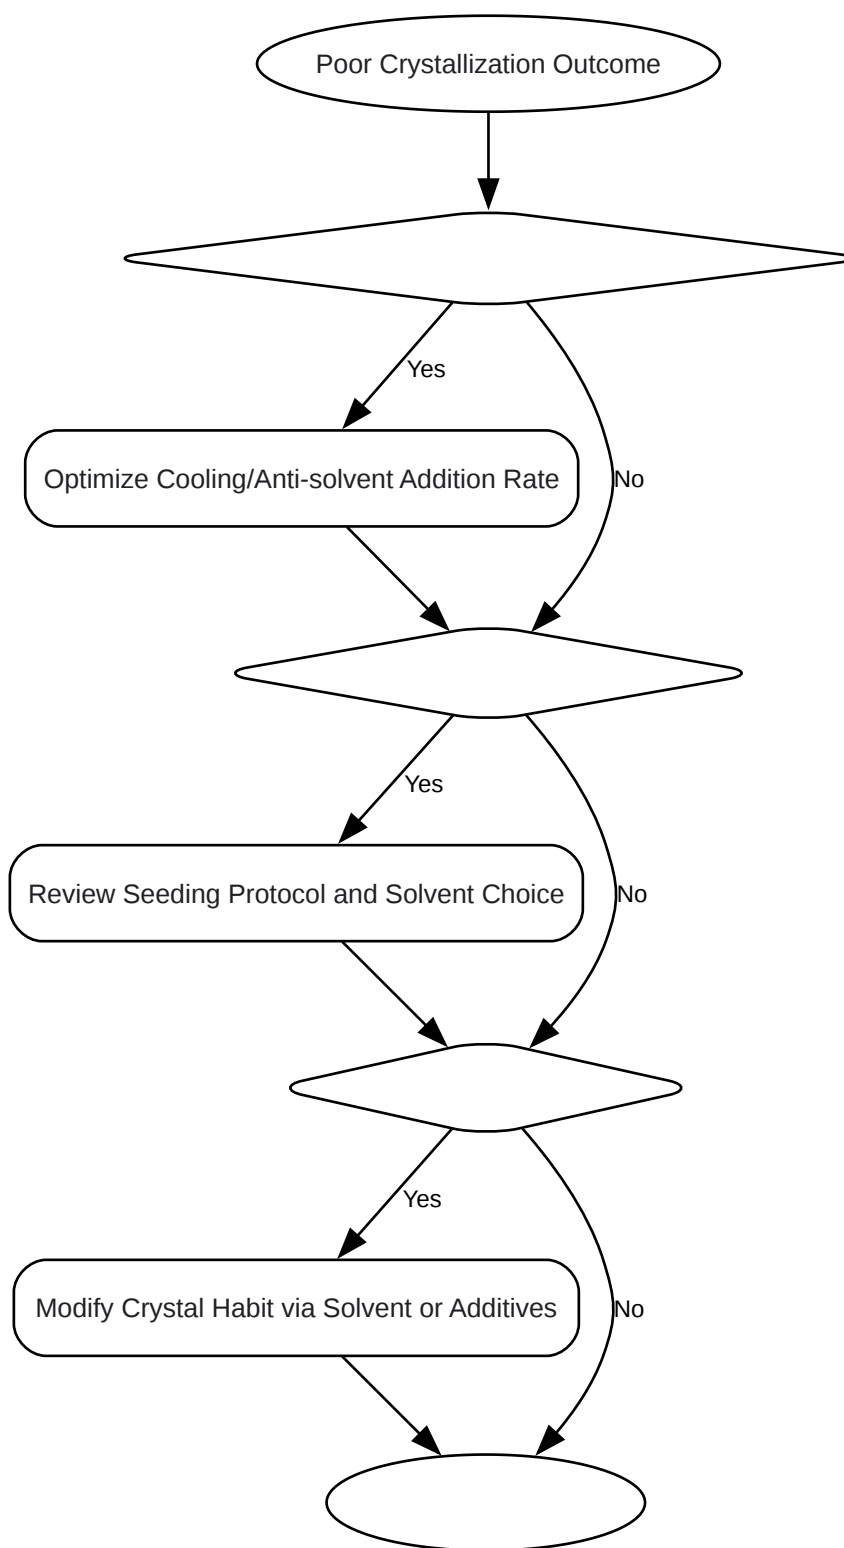 Poor Crystallization Outcome
Yes
Optimize Cooling/Anti-solvent Addition Rate
No
Yes
Review Seeding Protocol and Solvent Choice
No
Yes
Modify Crystal Habit via Solvent or Additives
No